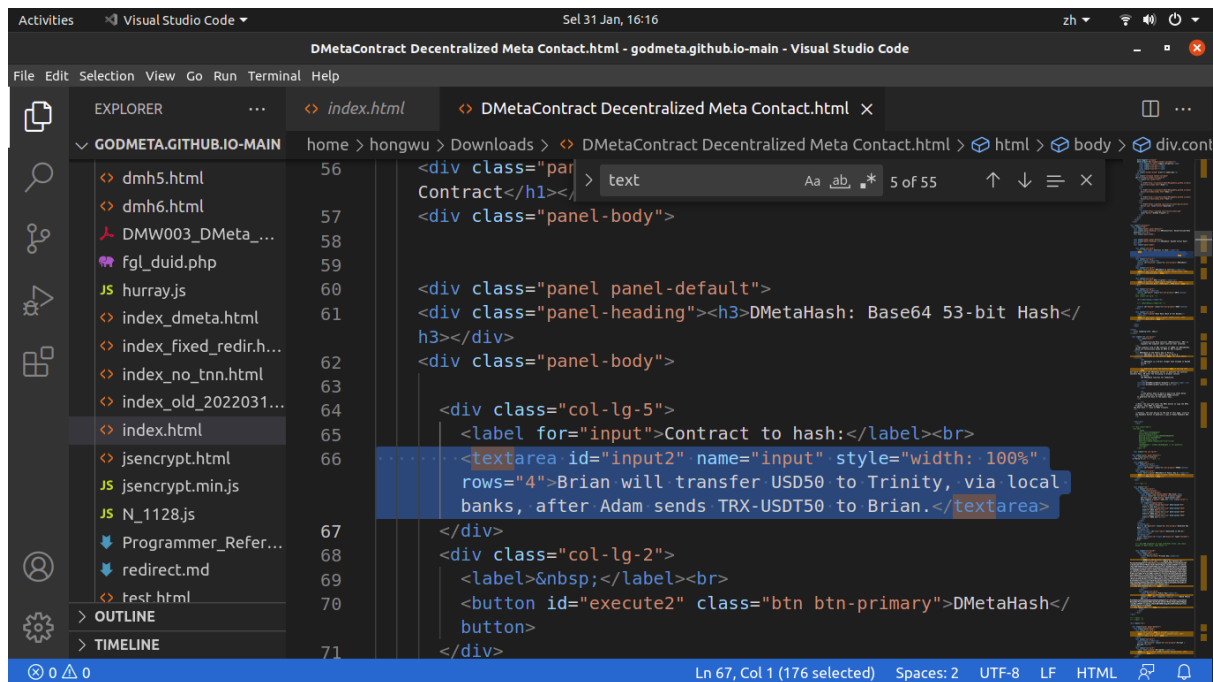 Activities Visual Studio Code Sel 31 Jan, 16:16 zh
DMetaContract Decentralized Meta Contact.html - godmeta.github.io-main - Visual Studio Code
File Edit Selection View Go Run Terminal Help
EXPLORER ... index.html DMetaContract Decentralized Meta Contact.html
GODMETA.GITHUB.IO-MAIN home > hongwu > Downloads > DMetaContract Decentralized Meta Contact.html > html > body > div.cont
text Aa ab, .* 5 of 55
dmh5.html
dmh6.html
DMW003_DMeta_...
fgl_duid.php
JS hurray.js
index_dmeta.html
index_fixed_redir.h...
index_no_tnn.html
index_old_2022031...
index.html
jsencrypt.html
JS jsencrypt.min.js
JS N_1128.js
Programmer_Refer...
redirect.md
test.html
> OUTLINE
> TIMELINE
56 <div class="pan
Contract</h1></
57 <div class="panel-body">
58
59
60 <div class="panel panel-default">
61 <div class="panel-heading"><h3>DMetaHash: Base64 53-bit Hash</
h3></div>
62 <div class="panel-body">
63
64 <div class="col-lg-5">
65 <label for="input">Contract to hash:</label><br>
66 <textarea id="input2" name="input" style="width: 100%"
rows="4">Brian will transfer USD50 to Trinity, via local
banks, after Adam sends TRX-USDT50 to Brian.</textarea>
67 </div>
68 <div class="col-lg-2">
69 <label>&nbsp;</label><br>
70 <button id="execute2" class="btn btn-primary">DMetaHash</
button>
71 </div>
0 0 Ln 67, Col 1 (176 selected) Spaces: 2 UTF-8 LF HTML